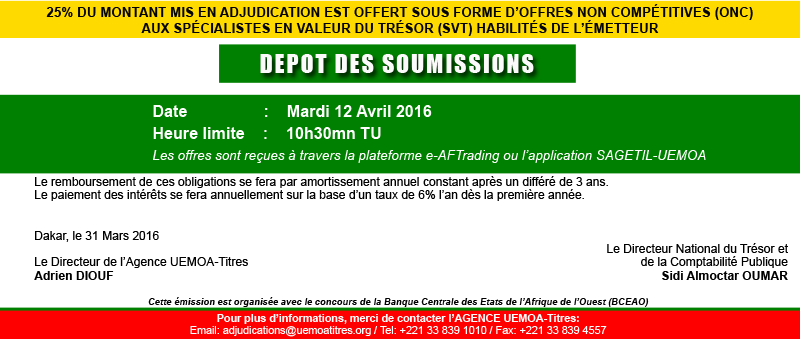 25% DU MONTANT MIS EN ADJUDICATION EST OFFERT SOUS FORME D'OFFRES NON COMPÉTITIVES (ONC)
AUX SPÉCIALISTES EN VALEUR DU TRÉSOR (SVT) HABILITÉS DE L'ÉMETTEUR
DEPOT DES SOUMISSIONS
Date : Mardi 12 Avril 2016
Heure limite : 10h30mn TU
Les offres sont reçues à travers la plateforme e-AFTrading ou l'application SAGETIL-UEMOA
Le remboursement de ces obligations se fera par amortissement annuel constant après un différé de 3 ans.
Le paiement des intérêts se fera annuellement sur la base d'un taux de 6% l'an dès la première année.
Dakar, le 31 Mars 2016
Le Directeur de l'Agence UEMOA-Titres
Adrien DIOUF
Le Directeur National du Trésor et
de la Comptabilité Publique
Sidi Almoctar OUMAR
Cette émission est organisée avec le concours de la Banque Centrale des Etats de l'Afrique de l'Ouest (BCEAO)
Pour plus d'informations, merci de contacter l'AGENCE UEMOA-Titres:
Email: adjudications@uemoatitres.org / Tel: +221 33 839 1010 / Fax: +221 33 839 4557